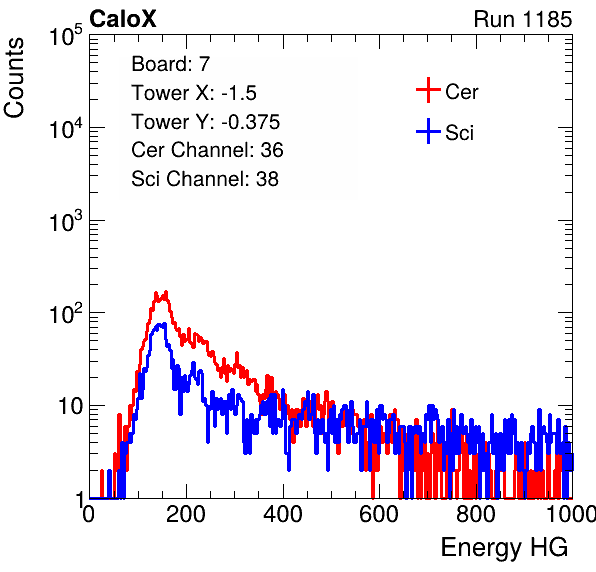 CaloX Run 1185
Counts
Board: 7
Tower X: -1.5
Tower Y: -0.375
Cer Channel: 36
Sci Channel: 38
Cer
Sci
10^5
10^4
10^3
10^2
10
1
0 200 400 600 800 1000
Energy HG